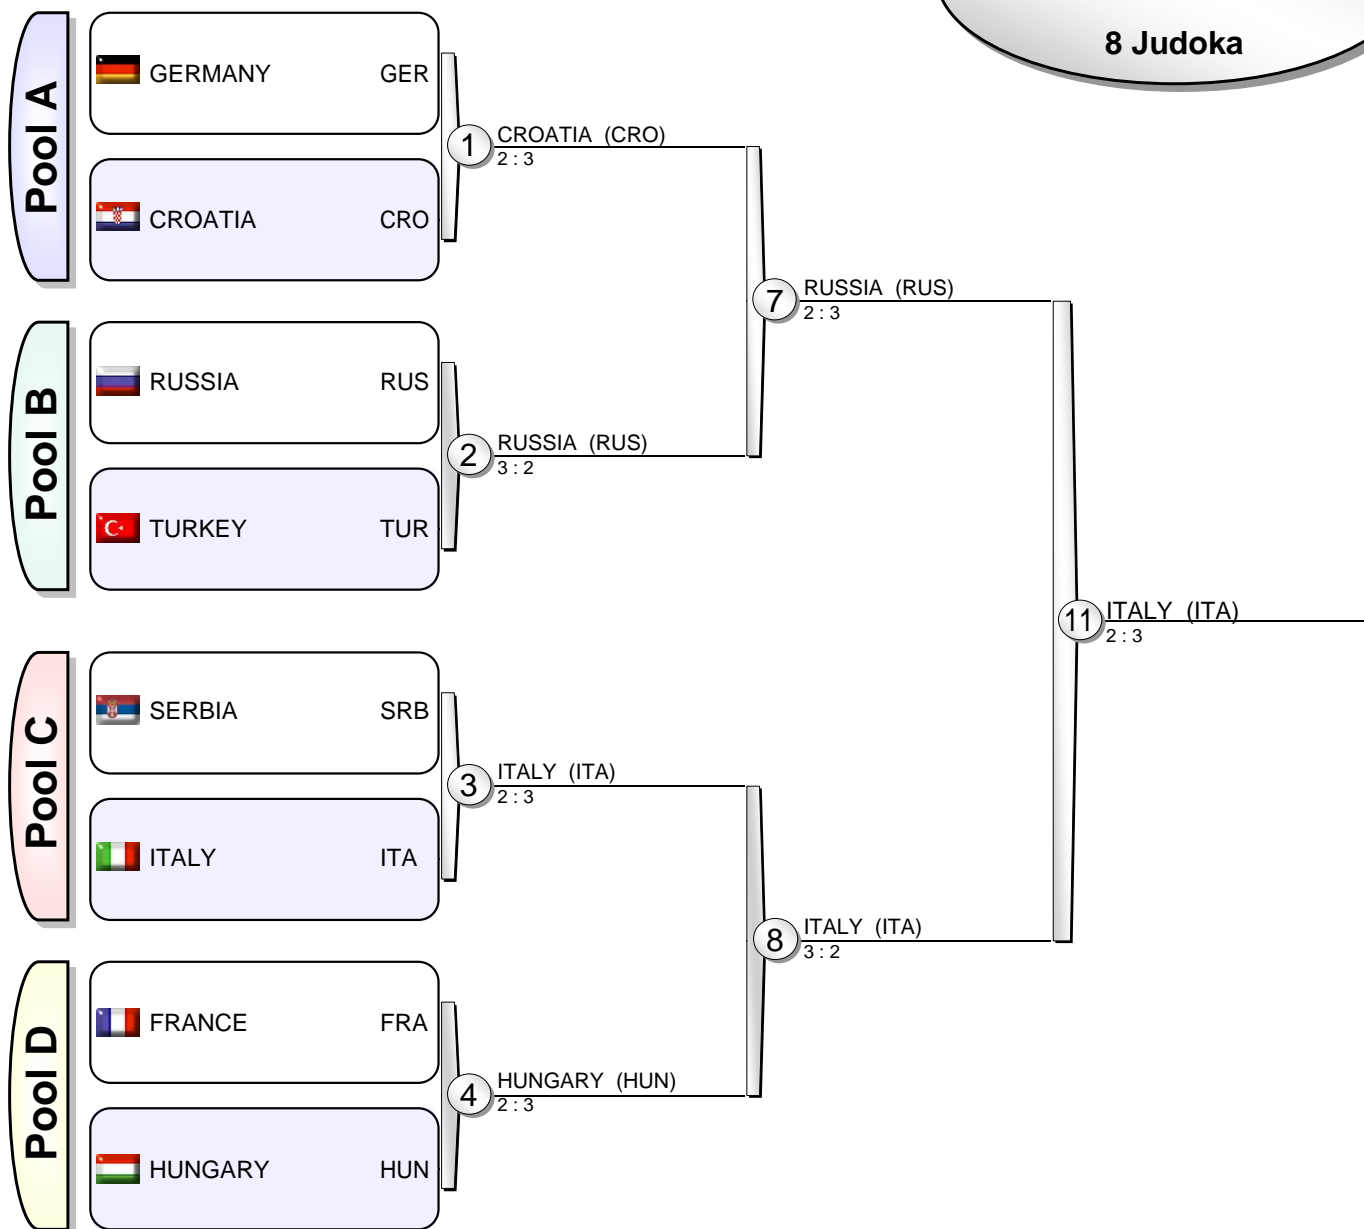 8 Judoka
Pool A
GERMANY GER
CROATIA CRO
1 CROATIA (CRO)
2 : 3
Pool B
RUSSIA RUS
TURKEY TUR
2 RUSSIA (RUS)
3 : 2
7 RUSSIA (RUS)
2 : 3
Pool C
SERBIA SRB
ITALY ITA
3 ITALY (ITA)
2 : 3
Pool D
FRANCE FRA
HUNGARY HUN
4 HUNGARY (HUN)
2 : 3
8 ITALY (ITA)
3 : 2
11 ITALY (ITA)
2 : 3